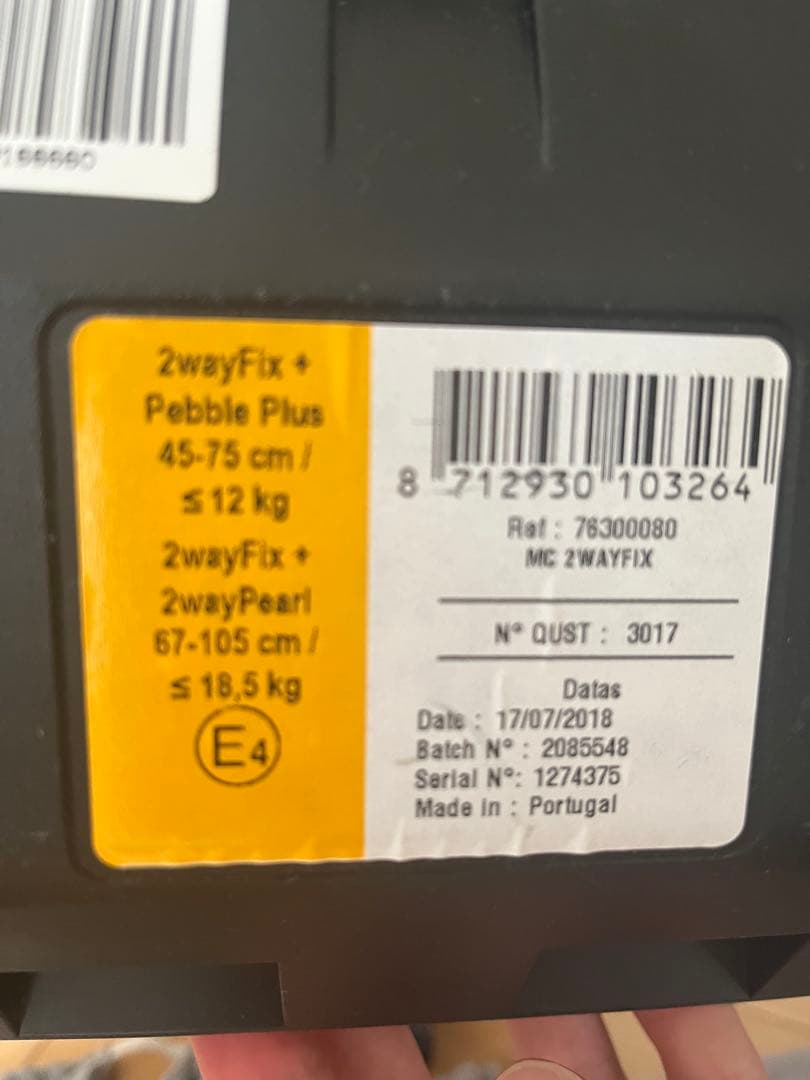 2wayFix +
Pebble Plus
45-75 cm /
≤ 12 kg
2wayFix +
2wayPearl
67-105 cm /
≤ 18,5 kg
E4
8 712930 103264
Ref : 76300080
MC 2WAYFIX
N° QUST : 3017
Datas
Date : 17/07/2018
Batch N° : 2085548
Serial N°: 1274375
Made in : Portugal